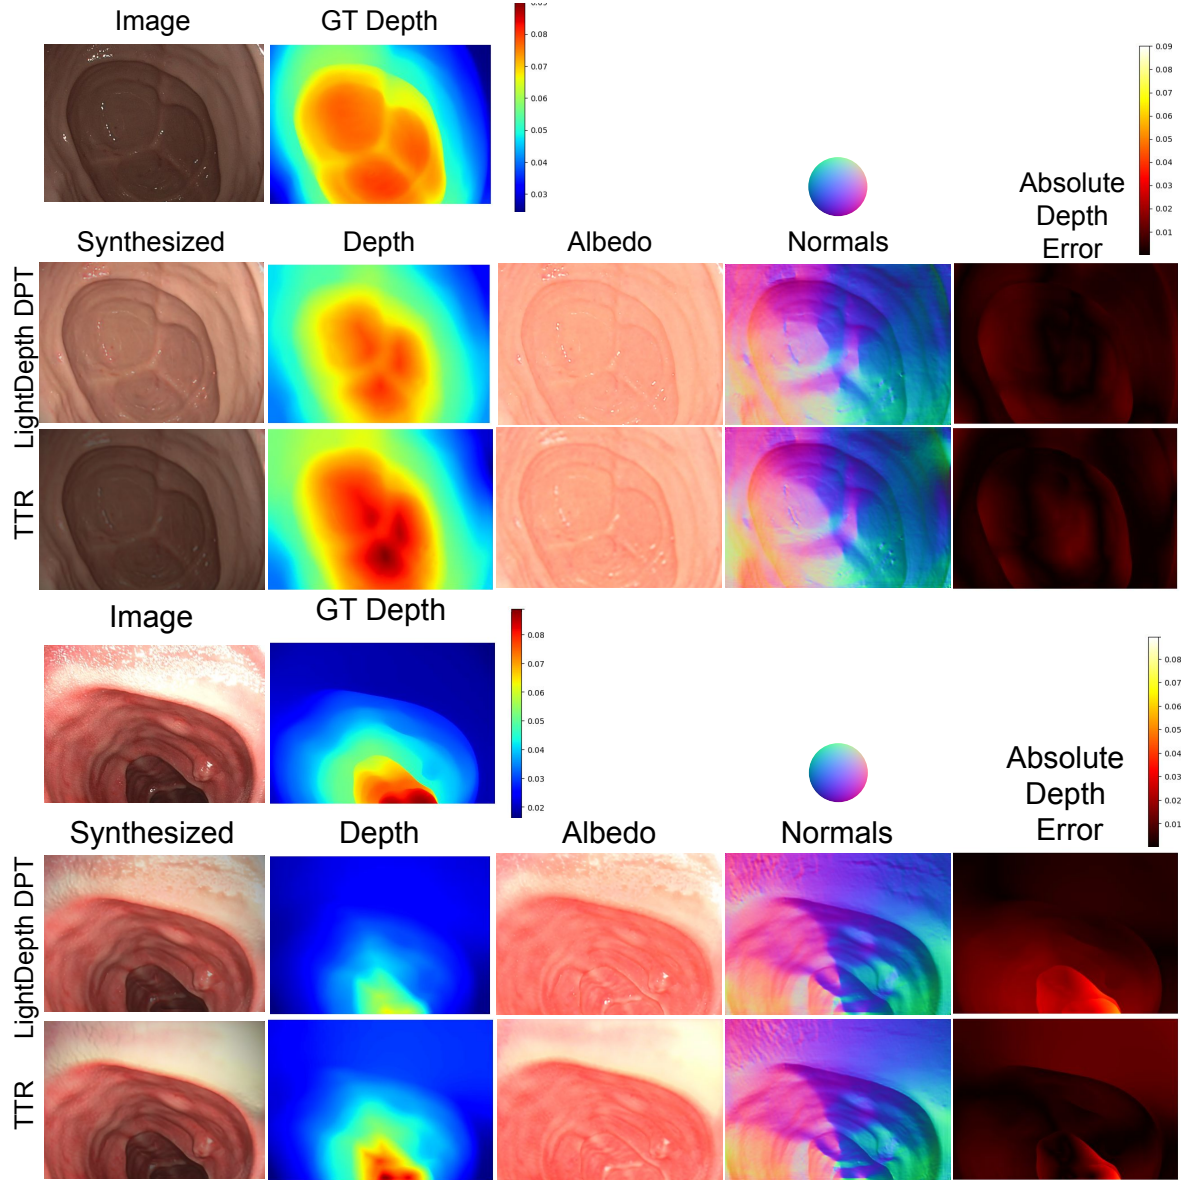 Image
GT Depth
0.09
0.08
0.07
0.06
0.05
0.04
0.03
0.09
0.08
0.07
0.06
0.05
0.04
0.03
0.02
0.01
Absolute
Depth
Error
Synthesized
Depth
Albedo
Normals
LightDepth DPT
TTR
Image
GT Depth
0.08
0.07
0.06
0.05
0.04
0.03
0.02
0.08
0.07
0.06
0.05
0.04
0.03
0.02
0.01
Absolute
Depth
Error
Synthesized
Depth
Albedo
Normals
LightDepth DPT
TTR